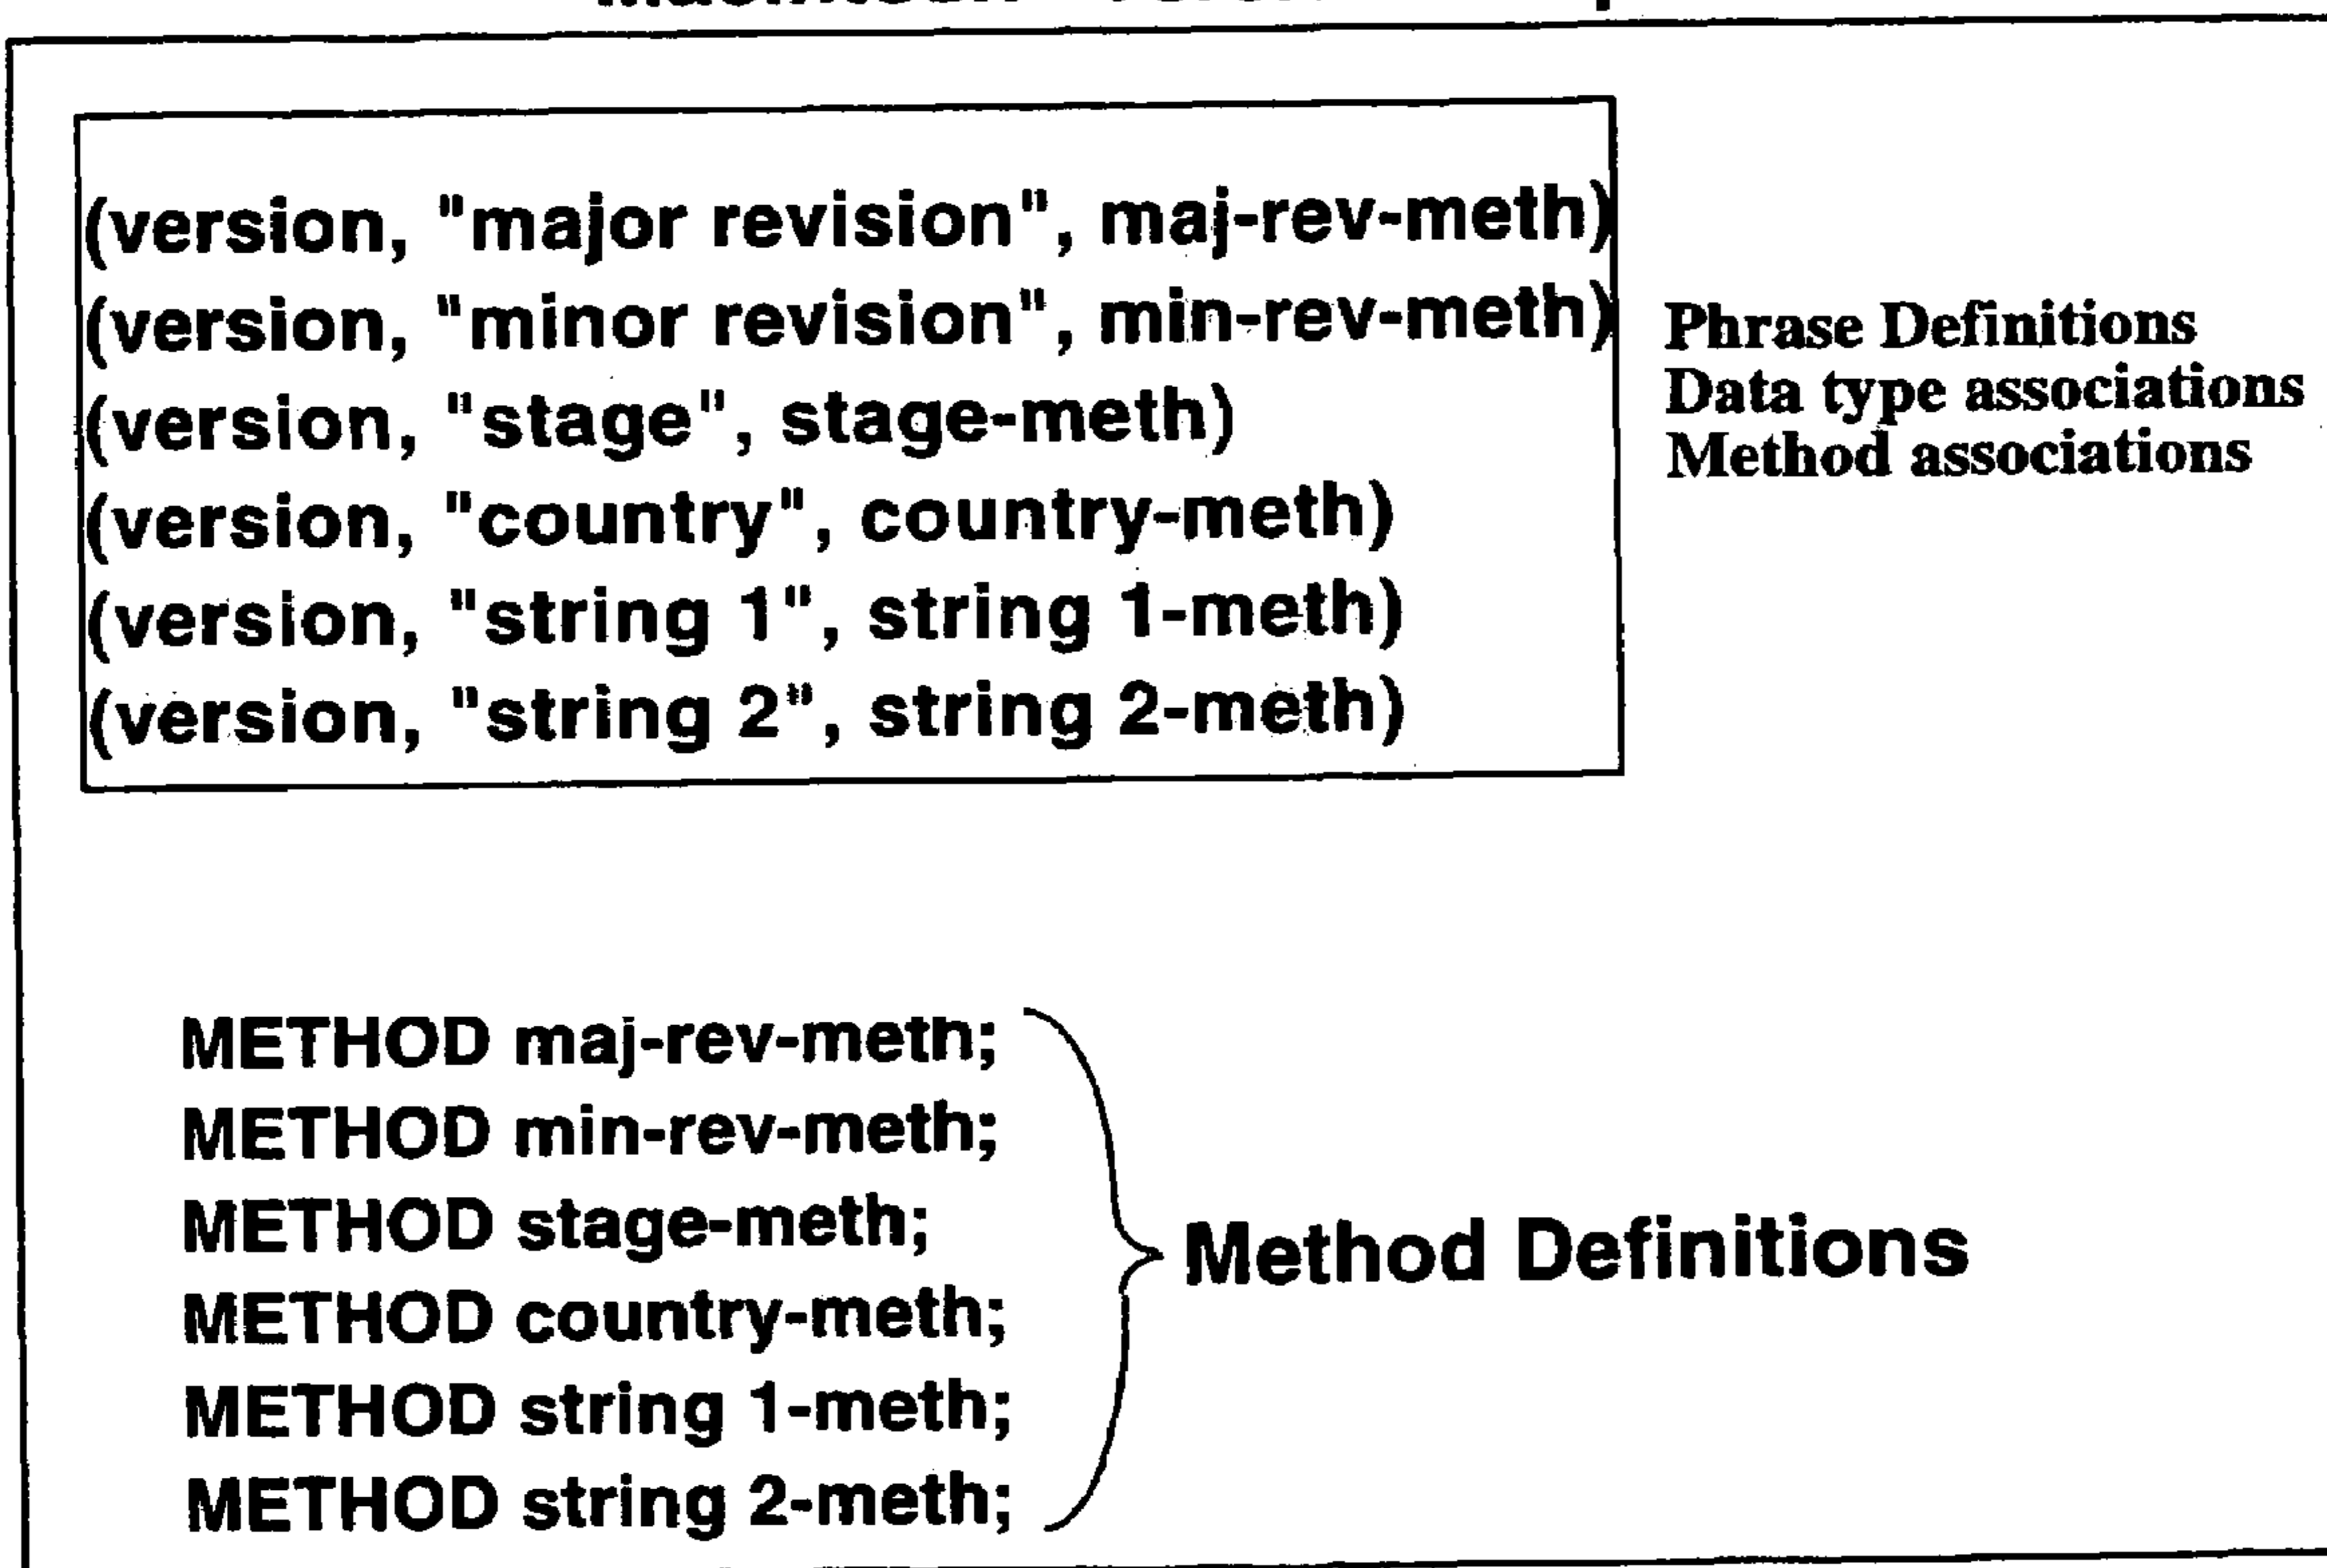 (version, "major revision", maj-rev-meth)
(version, "minor revision", min-rev-meth)
(version, "stage", stage-meth)
(version, "country", country-meth)
(version, "string 1", string 1-meth)
(version, "string 2", string 2-meth)
Phrase Definitions
Data type associations
Method associations
METHOD maj-rev-meth;
METHOD min-rev-meth;
METHOD stage-meth;
METHOD country-meth;
METHOD string 1-meth;
METHOD string 2-meth;
Method Definitions